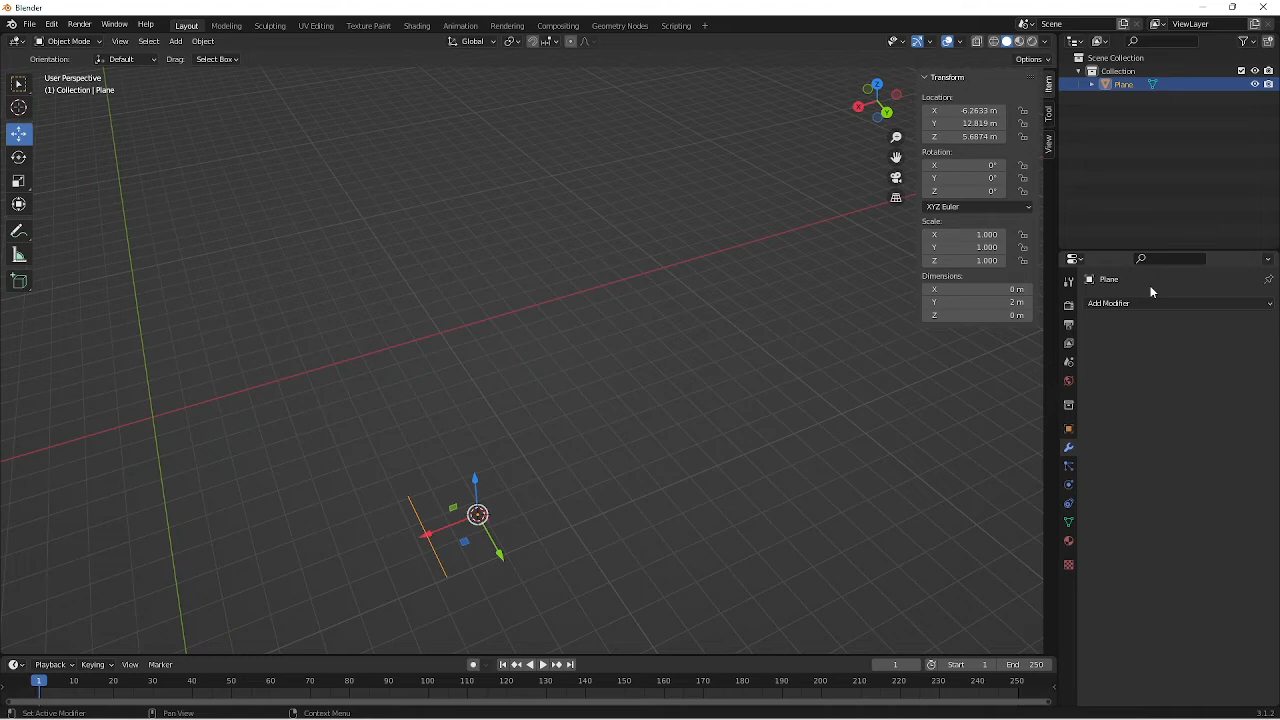 Blender
File Edit Render Window Help Layout Modeling Sculpting UV Editing Texture Paint Shading Animation Rendering Compositing Geometry Nodes Scripting + Scene ViewLayer
Object Mode View Select Add Object Global
Orientation: Default Drag: Select Box Options
User Perspective
(1) Collection | Plane
X
Y
Z
Transform
Location:
X -6.2633 m
Y 12.819 m
Z 5.6874 m
Rotation:
X 0°
Y 0°
Z 0°
XYZ Euler
Scale:
X 1.000
Y 1.000
Z 1.000
Dimensions:
X 0 m
Y 2 m
Z 0 m
Item
Tool
View
Scene Collection
Collection
Plane
Plane
Add Modifier
Playback Keying View Marker 1 Start 1 End 250
1 10 20 30 40 50 60 70 80 90 100 110 120 130 140 150 160 170 180 190 200 210 220 230 240 250
Set Active Modifier Pan View Context Menu 3.1.2